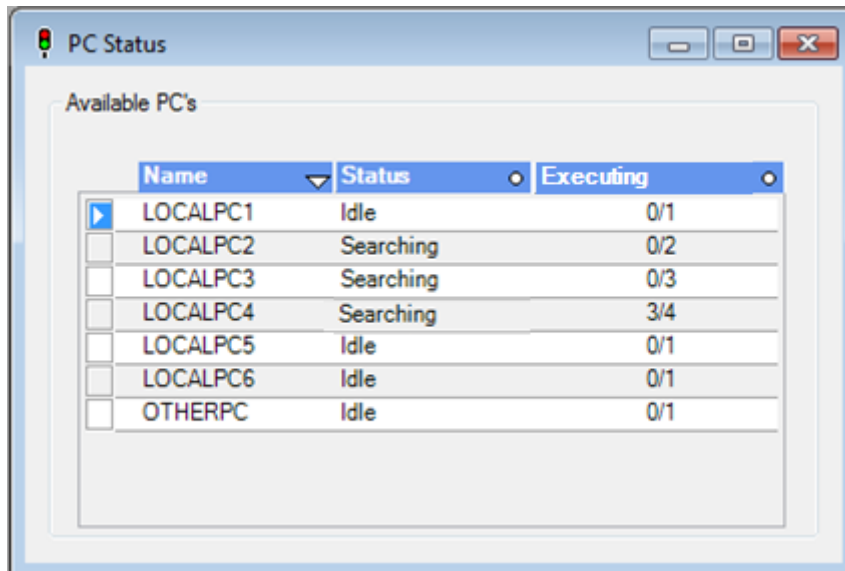 PC Status
Available PC's
Name Status Executing
LOCALPC1 Idle 0/1
LOCALPC2 Searching 0/2
LOCALPC3 Searching 0/3
LOCALPC4 Searching 3/4
LOCALPC5 Idle 0/1
LOCALPC6 Idle 0/1
OTHERPC Idle 0/1